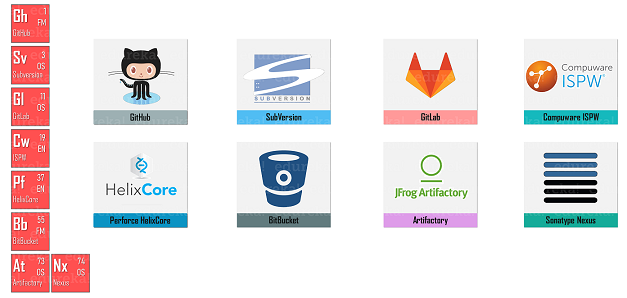 Gh 1
FM
GitHub
Sv 3
OS
Subversion
Gl 11
OS
GitLab
Cw 19
EN
ISPW
Pf 37
EN
HelixCore
Bb 55
FM
BitBucket
At 73
OS
Artifactory
Nx 74
OS
Nexus
GitHub
SUBVERSION
SubVersion
GitLab
Compuware
ISPW
Compuware ISPW
HelixCore
Perforce HelixCore
BitBucket
JFrog Artifactory
Artifactory
Sonatype Nexus